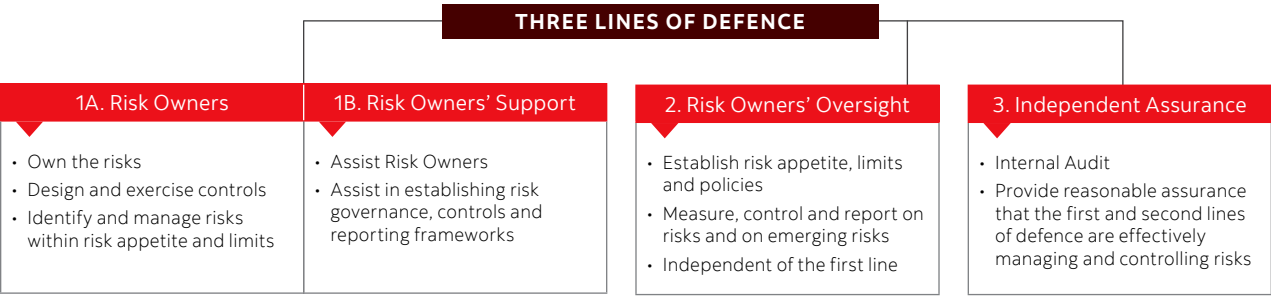 THREE LINES OF DEFENCE
1A. Risk Owners
• Own the risks
• Design and exercise controls
• Identify and manage risks
within risk appetite and limits
1B. Risk Owners’ Support
• Assist Risk Owners
• Assist in establishing risk
governance, controls and
reporting frameworks
2. Risk Owners’ Oversight
• Establish risk appetite, limits
and policies
• Measure, control and report on
risks and on emerging risks
• Independent of the first line
3. Independent Assurance
• Internal Audit
• Provide reasonable assurance
that the first and second lines
of defence are effectively
managing and controlling risks